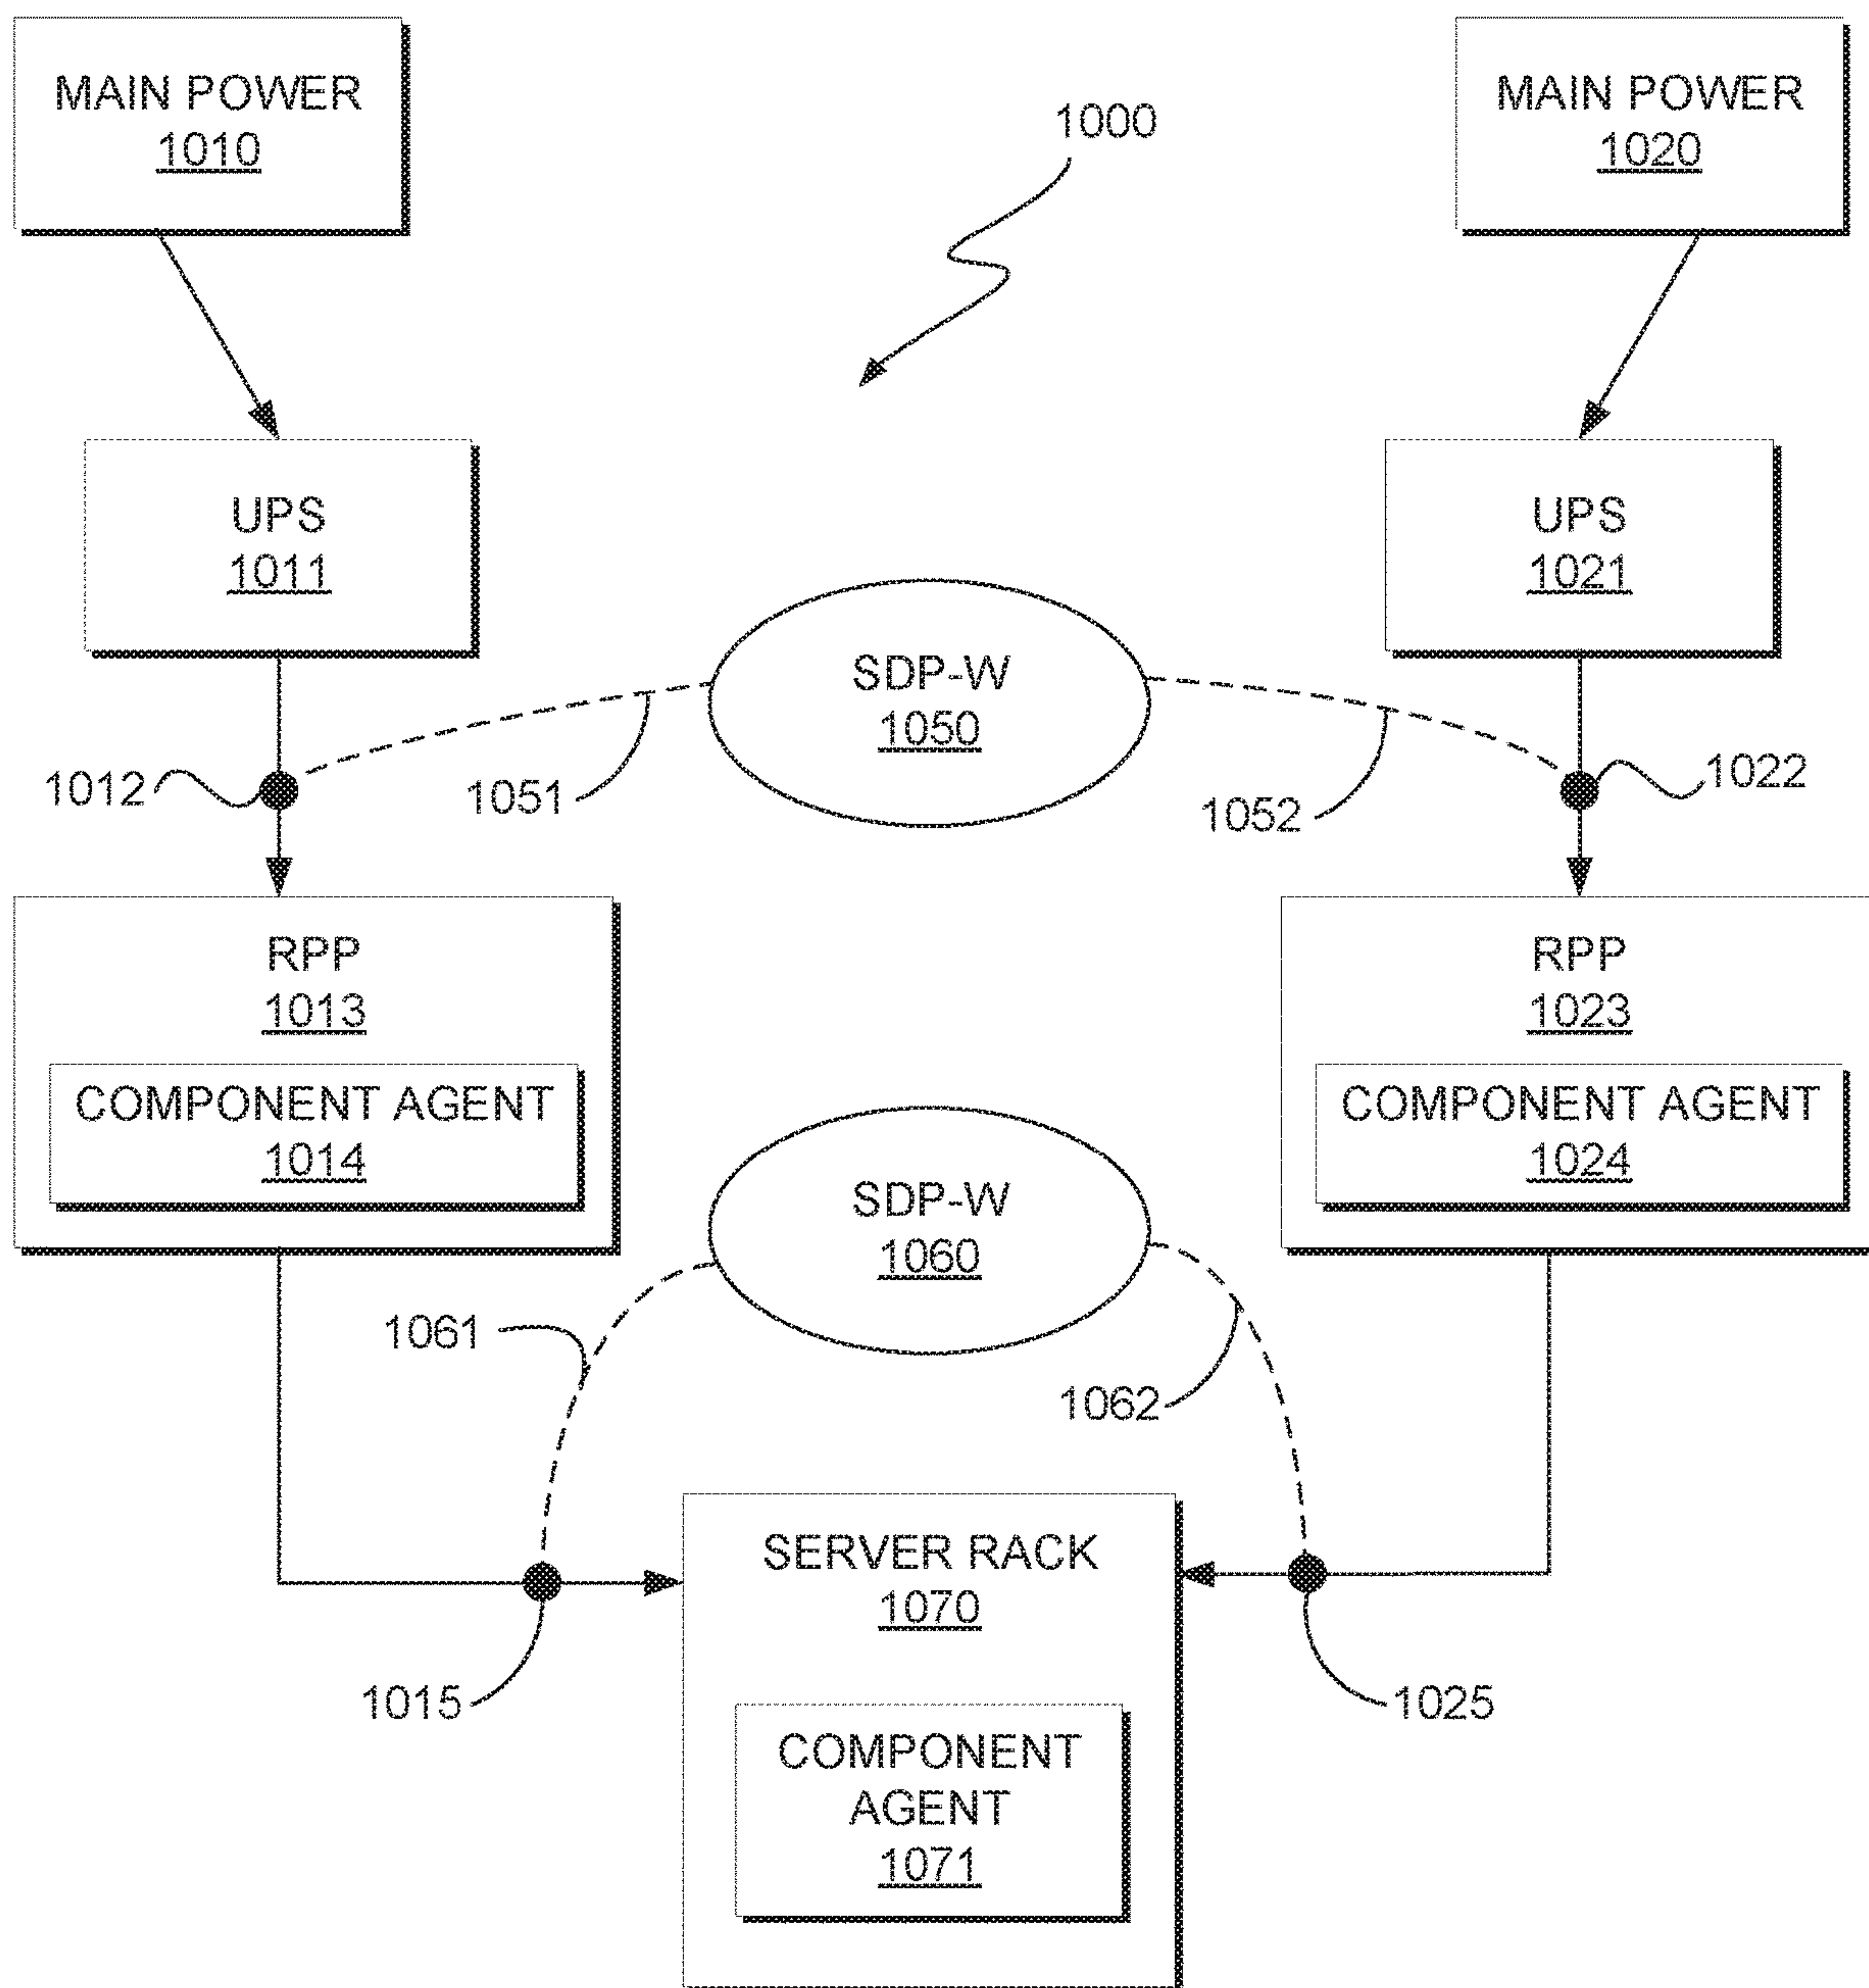 MAIN POWER
1010
MAIN POWER
1020
1000
UPS
1011
UPS
1021
SDP-W
1050
1012
1051
1052
1022
RPP
1013
COMPONENT AGENT
1014
RPP
1023
COMPONENT AGENT
1024
SDP-W
1060
1061
1062
SERVER RACK
1070
1015
1025
COMPONENT
AGENT
1071